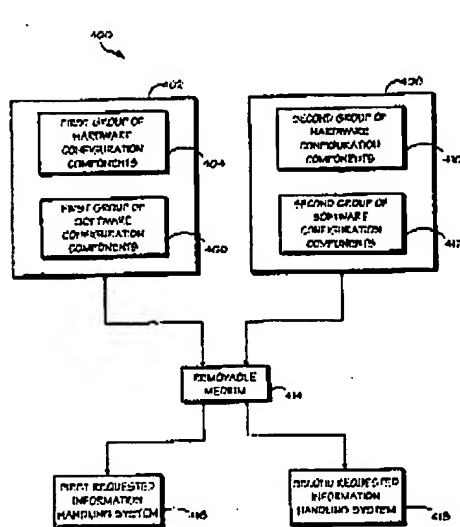 400
402
FIRST GROUP OF
HARDWARE
CONFIGURATION
COMPONENTS
404
FIRST GROUP OF
SOFTWARE
CONFIGURATION
COMPONENTS
SECOND GROUP OF
HARDWARE
CONFIGURATION
COMPONENTS
SECOND GROUP OF
SOFTWARE
CONFIGURATION
COMPONENTS
REMOVABLE
MEDIUM
414
FIRST REQUESTED
INFORMATION
HANDLING SYSTEM
416
SECOND REQUESTED
INFORMATION
HANDLING SYSTEM